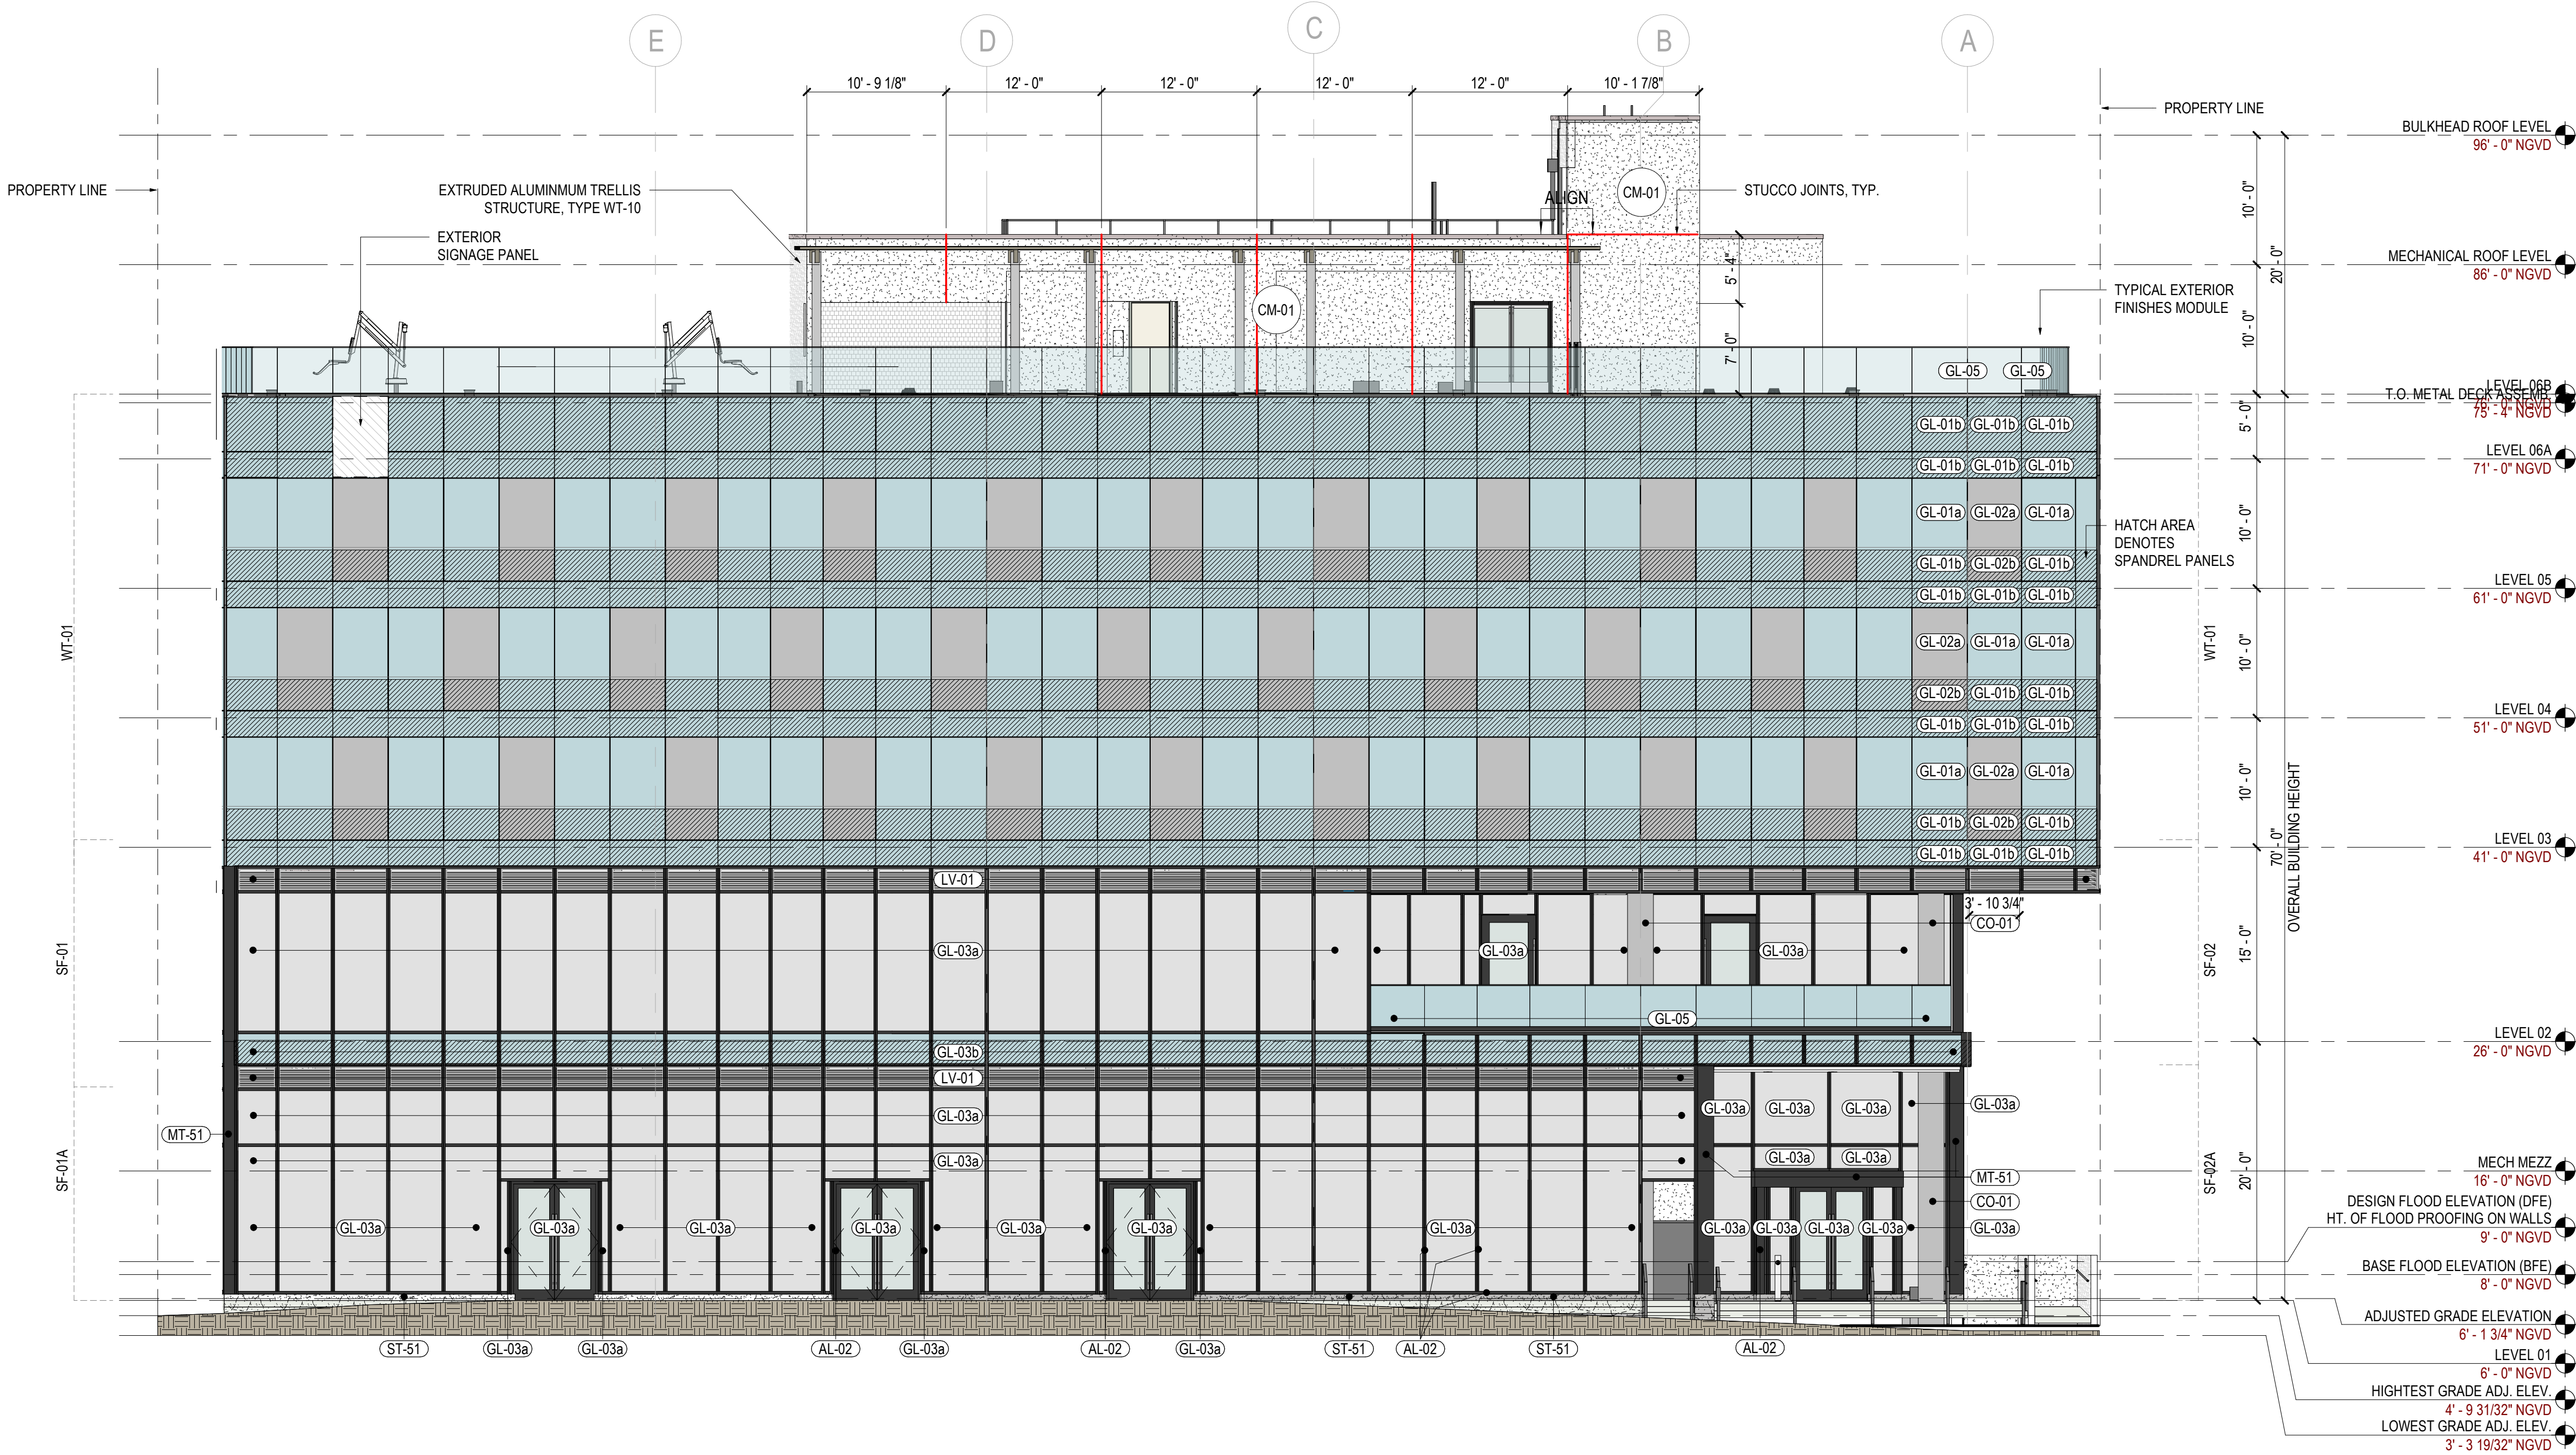 E
D
C
B
A
10' - 9 1/8"
12' - 0"
12' - 0"
12' - 0"
12' - 0"
10' - 1 7/8"
PROPERTY LINE
PROPERTY LINE
BULKHEAD ROOF LEVEL
96' - 0" NGVD
EXTRUDED ALUMINMUM TRELLIS
STRUCTURE, TYPE WT-10
CM-01
ALIGN
STUCCO JOINTS, TYP.
10' - 0"
EXTERIOR
SIGNAGE PANEL
20' - 0"
MECHANICAL ROOF LEVEL
86' - 0" NGVD
5' - 4"
TYPICAL EXTERIOR
FINISHES MODULE
CM-01
10' - 0"
7' - 0"
GL-05
GL-05
LEVEL 06B
T.O. METAL DECK ASSEMB.
76' - 0" NGVD
75' - 4" NGVD
5' - 0"
GL-01b GL-01b GL-01b
LEVEL 06A
71' - 0" NGVD
GL-01b GL-01b GL-01b
GL-01a GL-02a GL-01a
10' - 0"
HATCH AREA
DENOTES
SPANDREL PANELS
GL-01b GL-02b GL-01b
LEVEL 05
61' - 0" NGVD
GL-01b GL-01b GL-01b
WT-01
GL-02a GL-01a GL-01a
WT-01
10' - 0"
GL-02b GL-01b GL-01b
LEVEL 04
51' - 0" NGVD
GL-01b GL-01b GL-01b
GL-01a GL-02a GL-01a
10' - 0"
GL-01b GL-02b GL-01b
70' - 0"
OVERALL BUILDING HEIGHT
LEVEL 03
41' - 0" NGVD
GL-01b GL-01b GL-01b
LV-01
3' - 10 3/4"
CO-01
SF-01
GL-03a
GL-03a
GL-03a
SF-02
15' - 0"
GL-05
LEVEL 02
26' - 0" NGVD
GL-03b
LV-01
GL-03a
GL-03a
GL-03a
GL-03a
GL-03a
MT-51
SF-01A
GL-03a
GL-03a
GL-03a
MT-51
SF-02A
20' - 0"
MECH MEZZ
16' - 0" NGVD
CO-01
DESIGN FLOOD ELEVATION (DFE)
HT. OF FLOOD PROOFING ON WALLS
9' - 0" NGVD
GL-03a
GL-03a
GL-03a
GL-03a
GL-03a
GL-03a
GL-03a
GL-03a
GL-03a
GL-03a
GL-03a
GL-03a
BASE FLOOD ELEVATION (BFE)
8' - 0" NGVD
ADJUSTED GRADE ELEVATION
6' - 1 3/4" NGVD
ST-51
GL-03a
GL-03a
AL-02
GL-03a
AL-02
GL-03a
ST-51
AL-02
ST-51
AL-02
LEVEL 01
6' - 0" NGVD
HIGHTEST GRADE ADJ. ELEV.
4' - 9 31/32" NGVD
LOWEST GRADE ADJ. ELEV.
3' - 3 19/32" NGVD